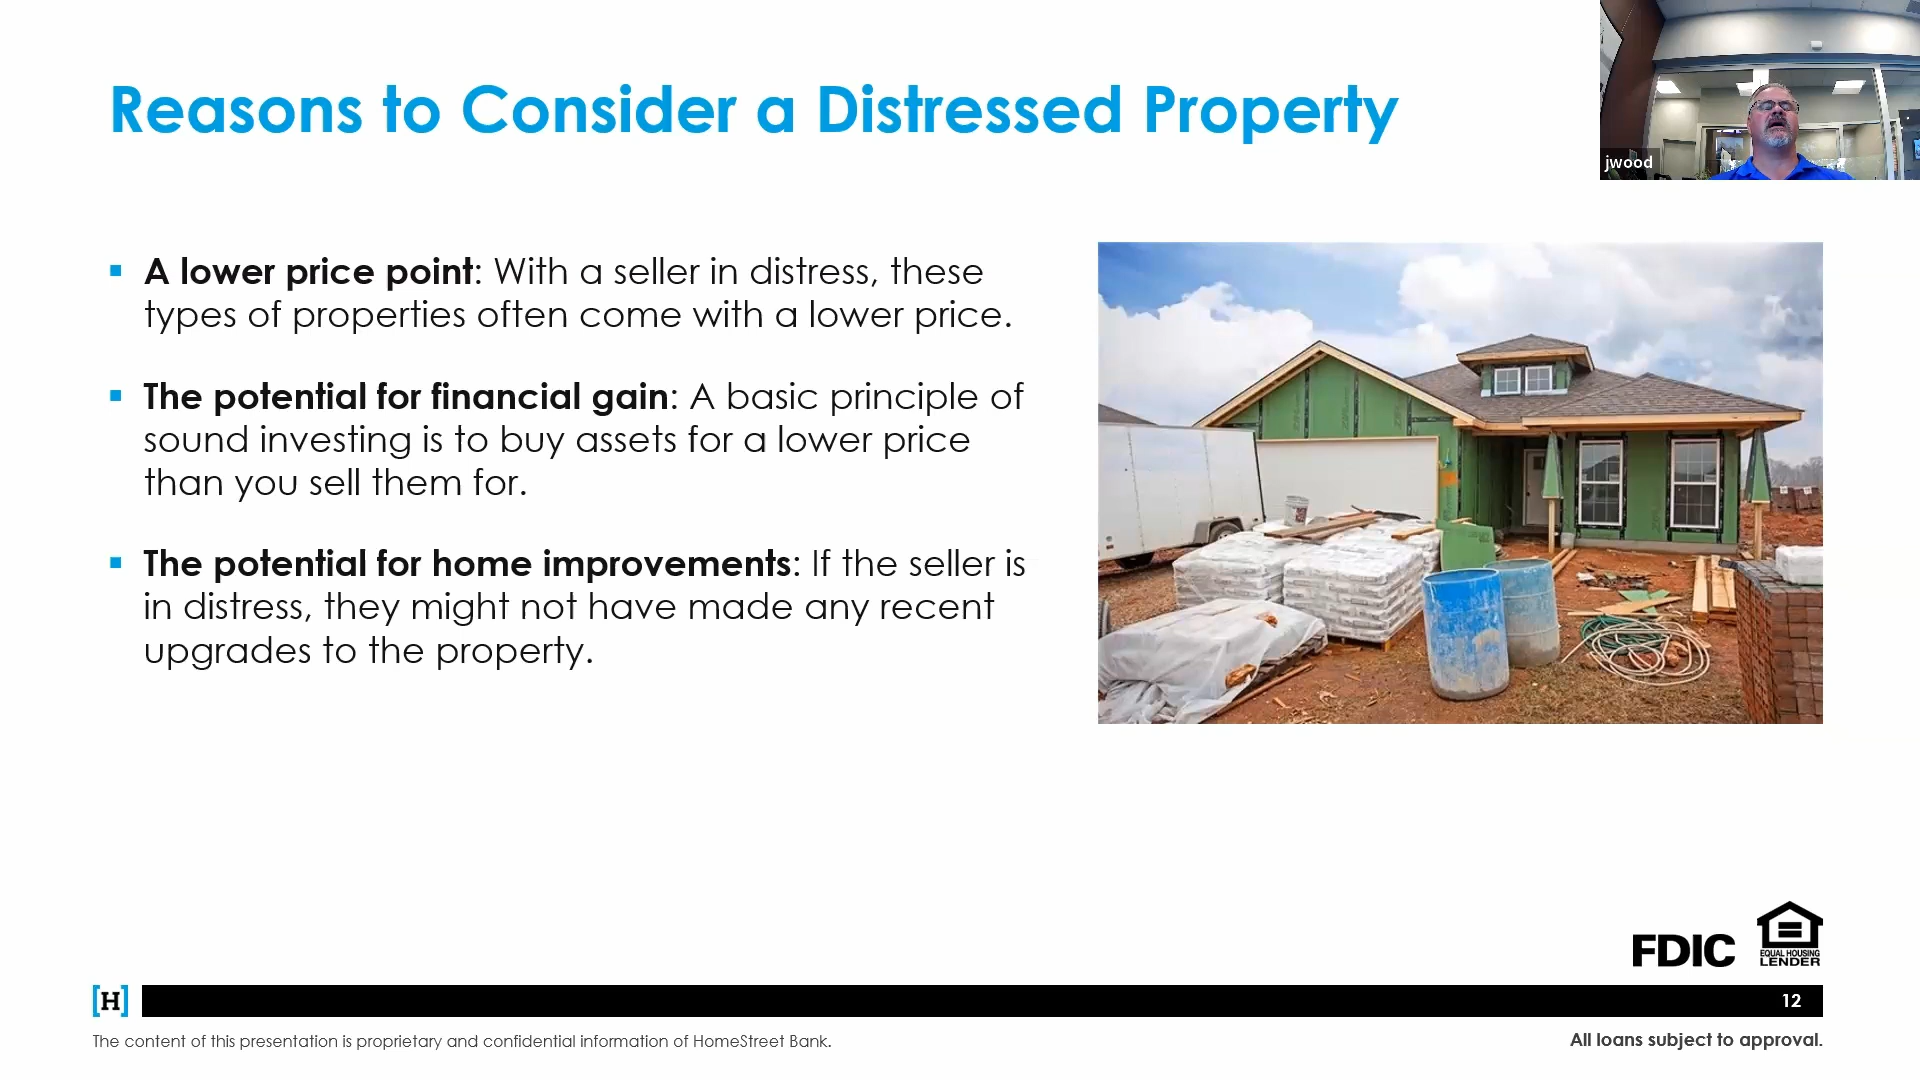 Reasons to Consider a Distressed Property
jwood
A lower price point: With a seller in distress, these
types of properties often come with a lower price.
The potential for financial gain: A basic principle of
sound investing is to buy assets for a lower price
than you sell them for.
The potential for home improvements: If the seller is
in distress, they might not have made any recent
upgrades to the property.
FDIC
EQUAL HOUSING
LENDER
[H]
12
The content of this presentation is proprietary and confidential information of HomeStreet Bank.
All loans subject to approval.